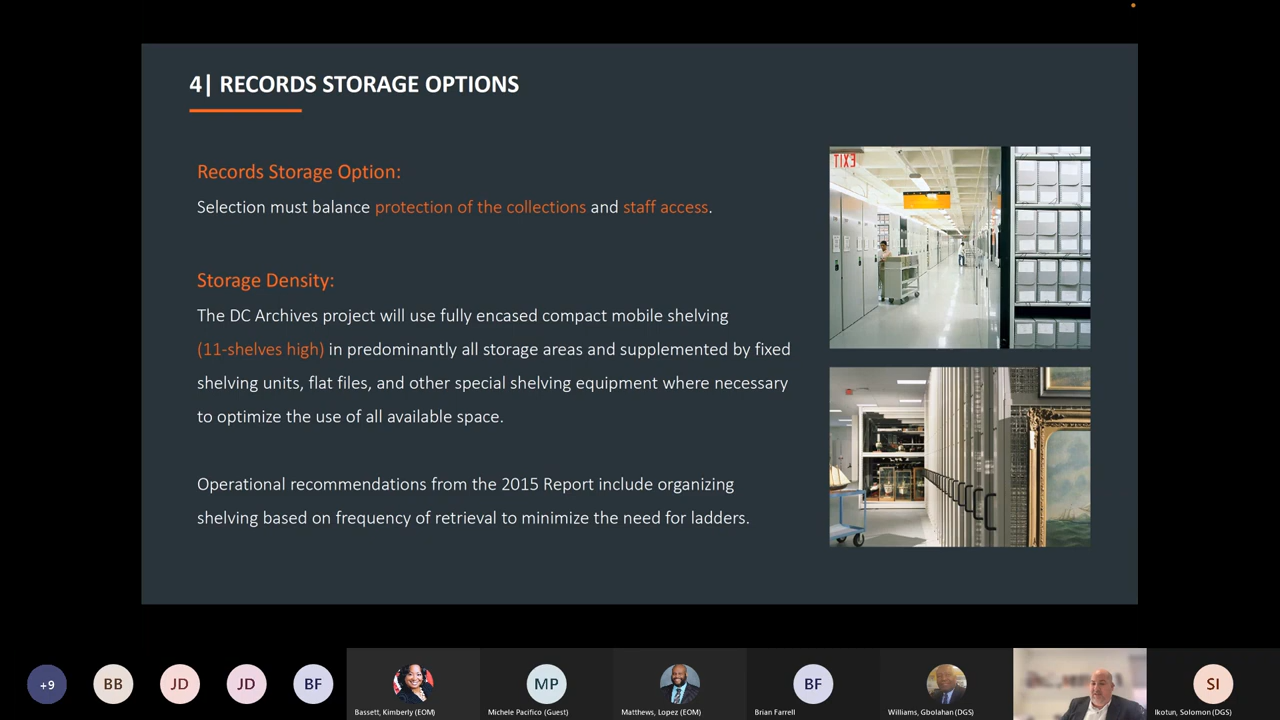 4| RECORDS STORAGE OPTIONS
Records Storage Option:
Selection must balance protection of the collections and staff access.
Storage Density:
The DC Archives project will use fully encased compact mobile shelving
(11-shelves high) in predominantly all storage areas and supplemented by fixed
shelving units, flat files, and other special shelving equipment where necessary
to optimize the use of all available space.
Operational recommendations from the 2015 Report include organizing
shelving based on frequency of retrieval to minimize the need for ladders.
EXIT
+9
BB
JD
JD
BF
Bassett, Kimberly (EOM)
MP
Michele Pacifico (Guest)
Matthews, Lopez (EOM)
BF
Brian Farrell
Williams, Gbolahan (DGS)
SI
Ikotun, Solomon (DGS)